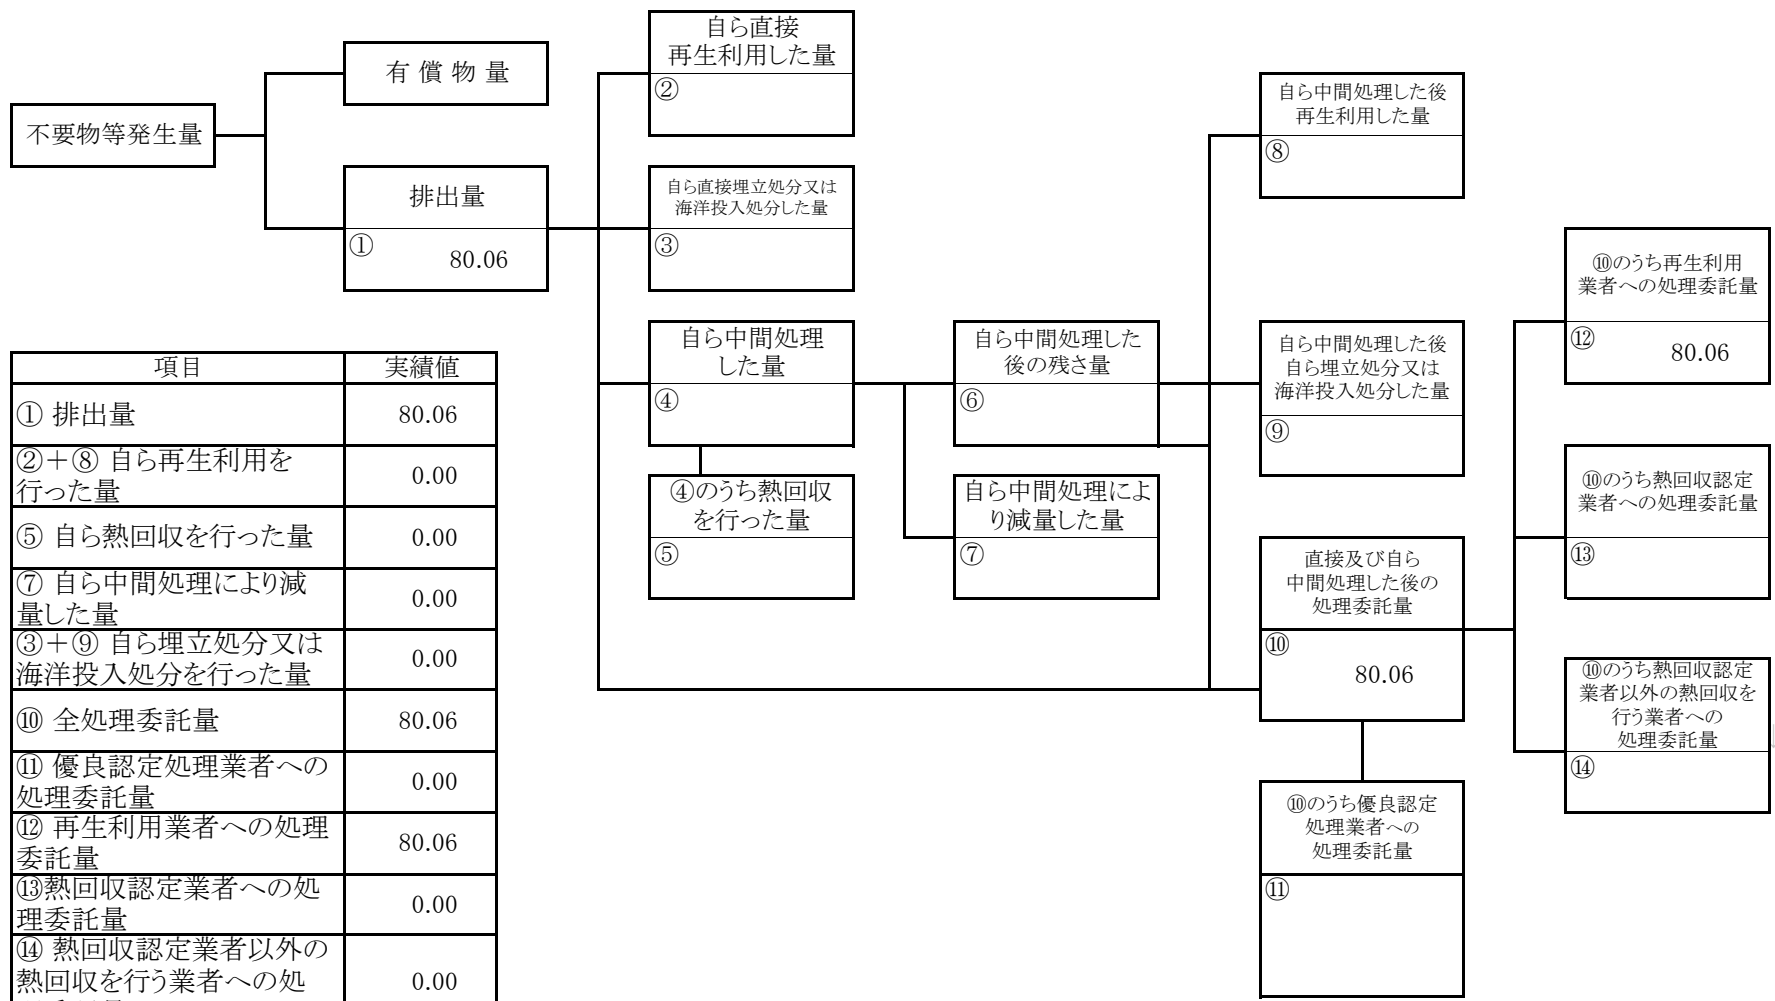 不要物等発生量
有 償 物 量
排出量
①
80.06
自ら直接
再生利用した量
②
自ら直接埋立処分又は
海洋投入処分した量
③
自ら中間処理
した量
④
④のうち熱回収
を行った量
⑤
自ら中間処理した
後の残さ量
⑥
自ら中間処理によ
り減量した量
⑦
自ら中間処理した後
再生利用した量
⑧
自ら中間処理した後
自ら埋立処分又は
海洋投入処分した量
⑨
直接及び自ら
中間処理した後の
処理委託量
⑩
80.06
⑩のうち優良認定
処理業者への
処理委託量
⑪
⑩のうち再生利用
業者への処理委託量
⑫
80.06
⑩のうち熱回収認定
業者への処理委託量
⑬
⑩のうち熱回収認定
業者以外の熱回収を
行う業者への
処理委託量
⑭
項目 実績値
① 排出量 80.06
②＋⑧ 自ら再生利用を
行った量 0.00
⑤ 自ら熱回収を行った量 0.00
⑦ 自ら中間処理により減
量した量 0.00
③＋⑨ 自ら埋立処分又は
海洋投入処分を行った量 0.00
⑩ 全処理委託量 80.06
⑪ 優良認定処理業者への
処理委託量 0.00
⑫ 再生利用業者への処理
委託量 80.06
⑬熱回収認定業者への処
理委託量 0.00
⑭ 熱回収認定業者以外の
熱回収を行う業者への処 0.00